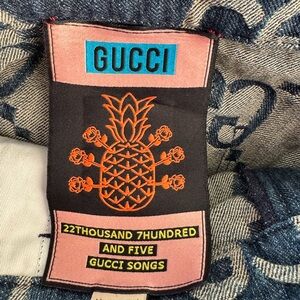 GUCCI
22THOUSAND 7HUNDRED
AND FIVE
GUCCI SONGS